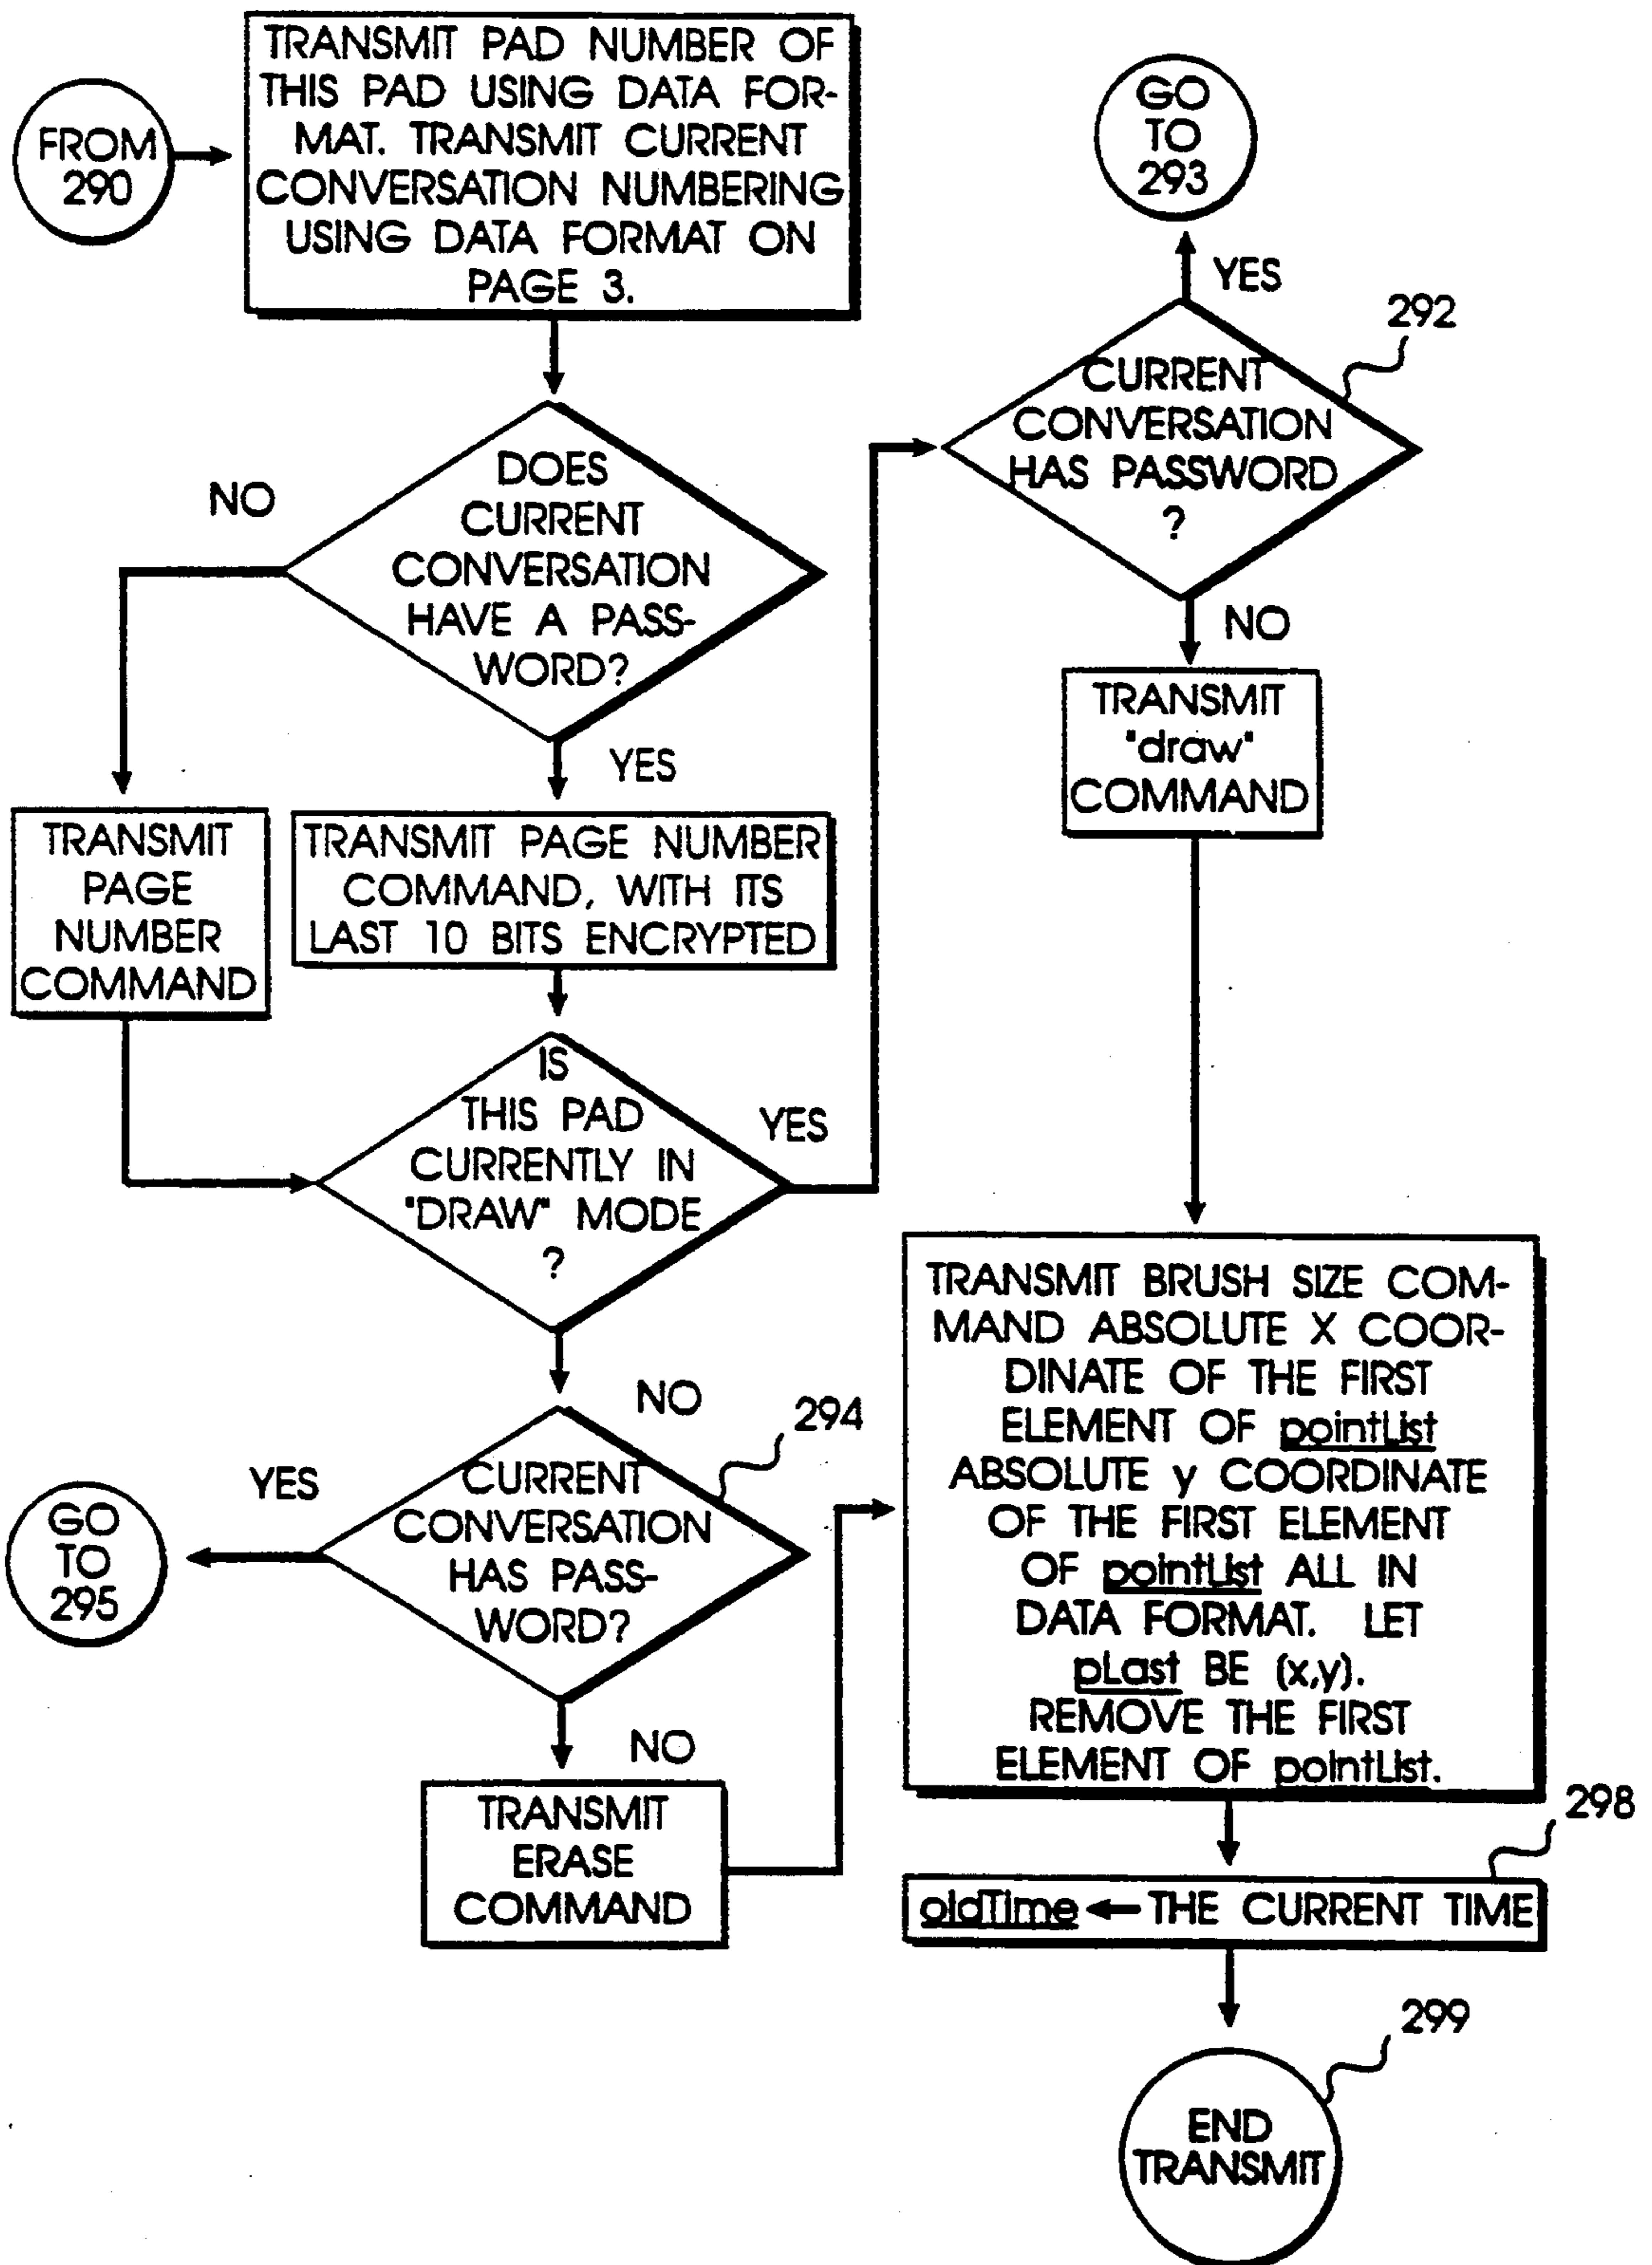 FROM
290
TRANSMIT PAD NUMBER OF
THIS PAD USING DATA FOR-
MAT. TRANSMIT CURRENT
CONVERSATION NUMBERING
USING DATA FORMAT ON
PAGE 3.
DOES
CURRENT
CONVERSATION
HAVE A PASS-
WORD?
NO
YES
TRANSMIT
PAGE
NUMBER
COMMAND
TRANSMIT PAGE NUMBER
COMMAND, WITH ITS
LAST 10 BITS ENCRYPTED
IS
THIS PAD
CURRENTLY IN
"DRAW" MODE
?
YES
NO
294
CURRENT
CONVERSATION
HAS PASS-
WORD?
YES
GO
TO
295
NO
TRANSMIT
ERASE
COMMAND
GO
TO
293
YES
292
CURRENT
CONVERSATION
HAS PASSWORD
?
NO
TRANSMIT
"draw"
COMMAND
TRANSMIT BRUSH SIZE COM-
MAND ABSOLUTE X COOR-
DINATE OF THE FIRST
ELEMENT OF pointList
ABSOLUTE y COORDINATE
OF THE FIRST ELEMENT
OF pointList ALL IN
DATA FORMAT. LET
pLast BE (x,y).
REMOVE THE FIRST
ELEMENT OF pointList.
298
oldTime ← THE CURRENT TIME
299
END
TRANSMIT